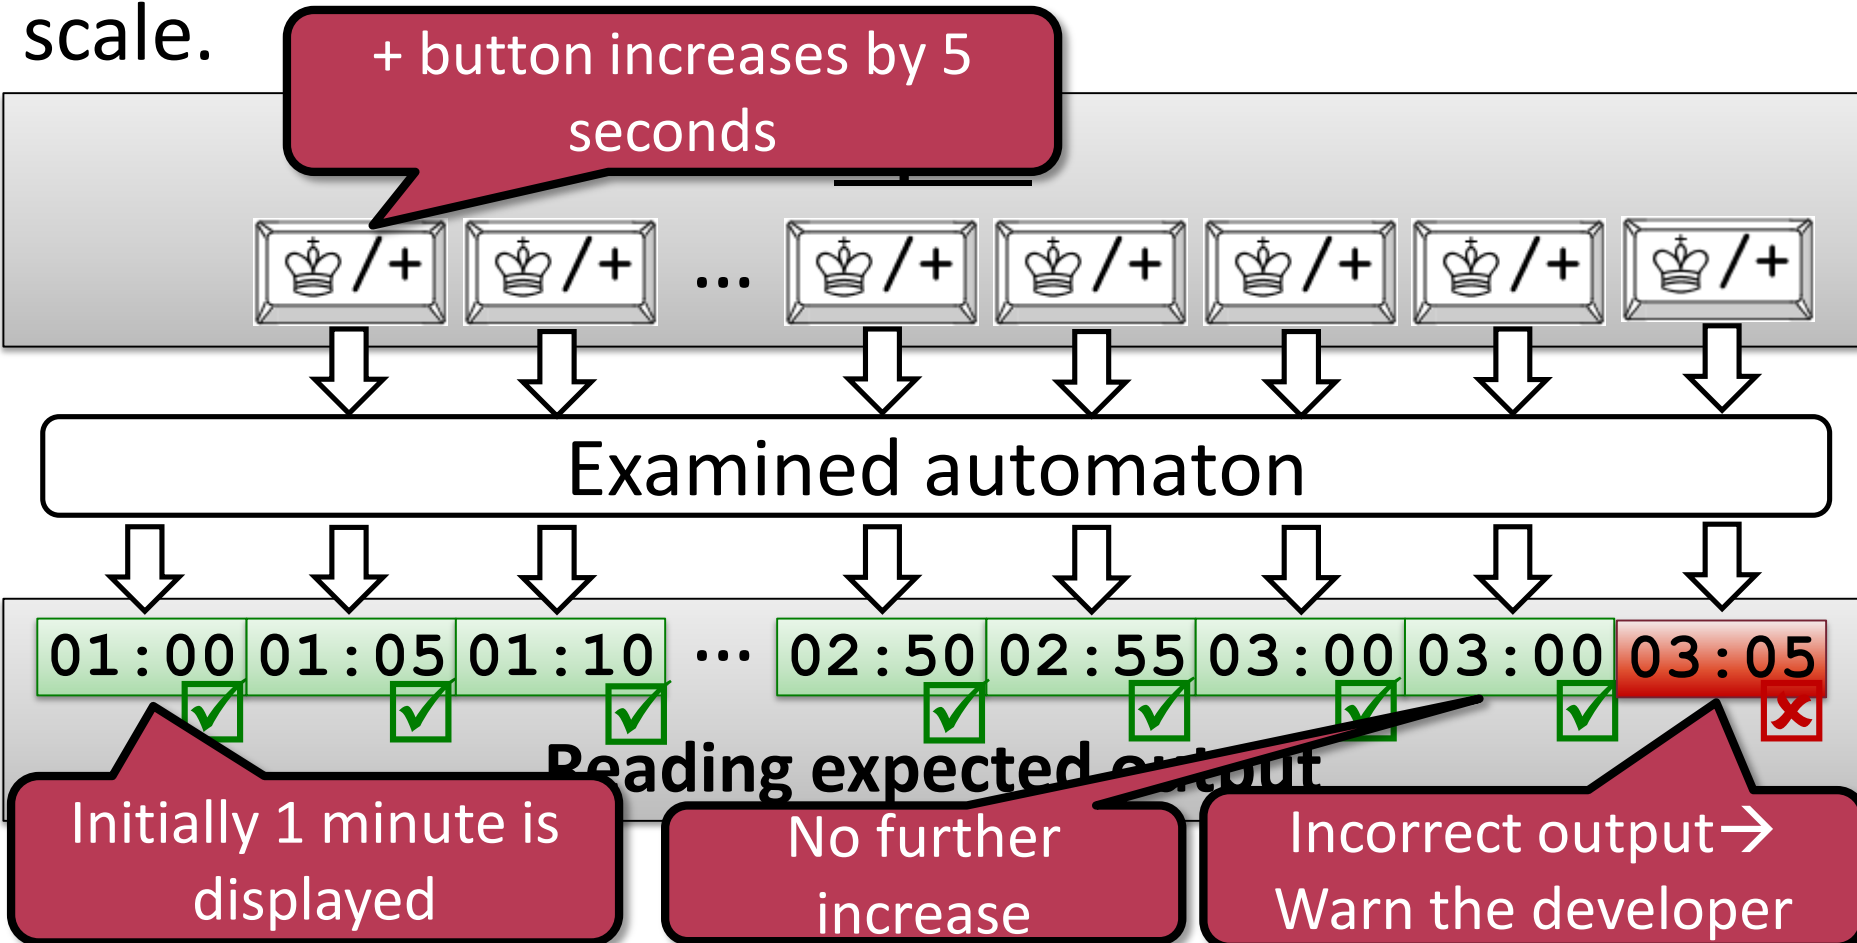 scale.
+ button increases by 5
seconds
/+ /+ ... /+ /+ /+ /+ /+
Examined automaton
01:00 01:05 01:10 ... 02:50 02:55 03:00 03:00 03:05
Reading expected output
Initially 1 minute is
displayed
No further
increase
Incorrect output→
Warn the developer